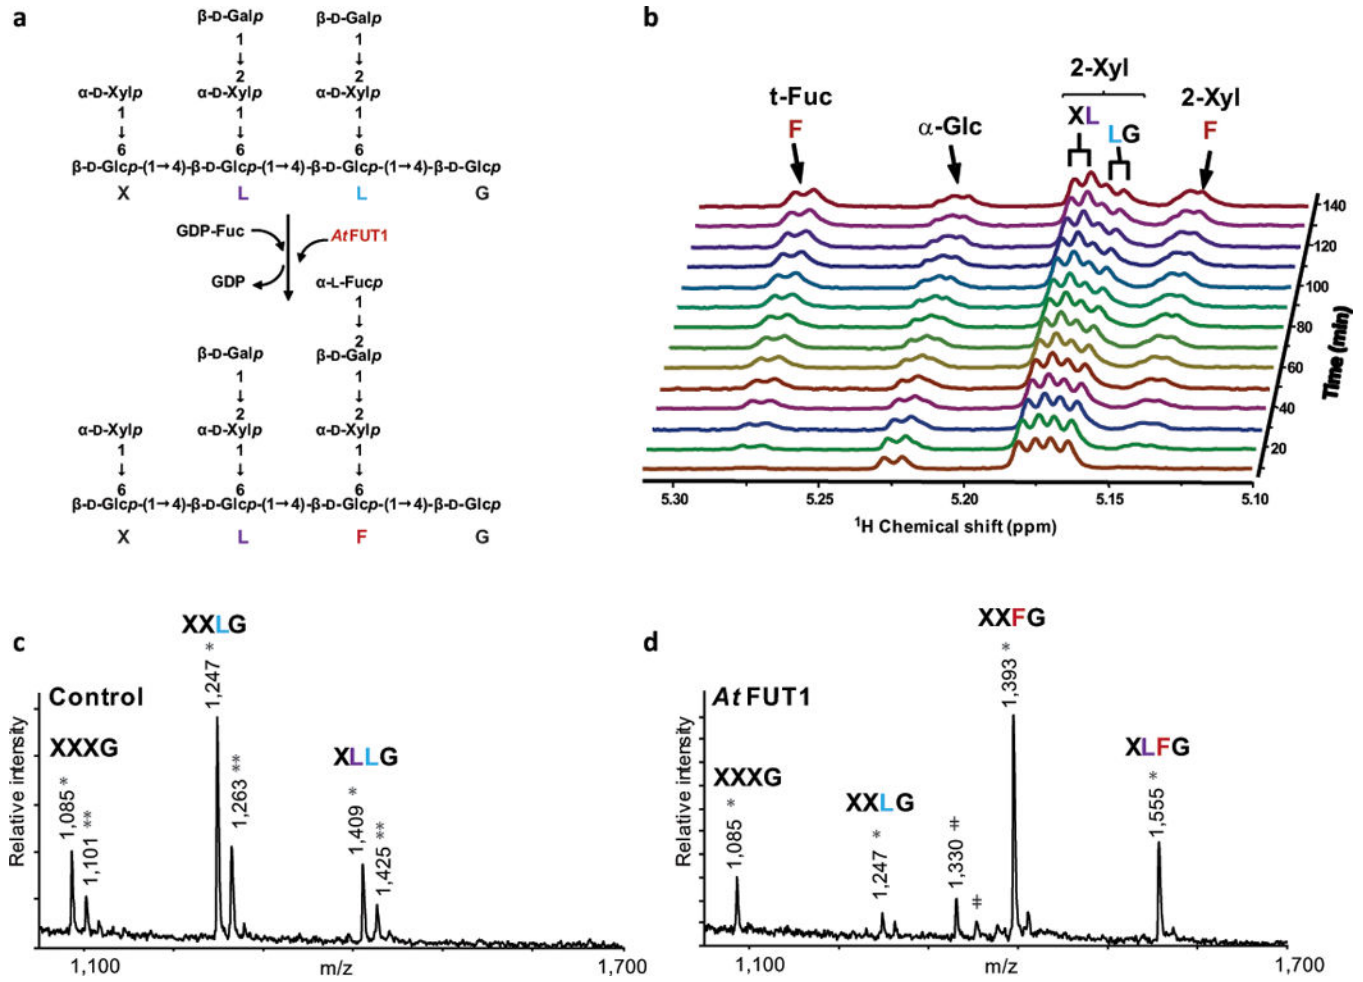 a
β-D-Galp β-D-Galp
1 1
↓ ↓
2 2
α-D-Xylp α-D-Xylp α-D-Xylp
1 1 1
↓ ↓ ↓
6 6 6
β-D-Glcp-(1→4)-β-D-Glcp-(1→4)-β-D-Glcp-(1→4)-β-D-Glcp
X L L G
GDP-Fuc AtFUT1
GDP α-L-Fucp
1
↓
2
β-D-Galp β-D-Galp
1 1
↓ ↓
2 2
α-D-Xylp α-D-Xylp α-D-Xylp
1 1 1
↓ ↓ ↓
6 6 6
β-D-Glcp-(1→4)-β-D-Glcp-(1→4)-β-D-Glcp-(1→4)-β-D-Glcp
X L F G
b
2-Xyl
t-Fuc 2-Xyl
F α-Glc XL LG F
140
120
100
80
60
40
20
Time (min)
5.30 5.25 5.20 5.15 5.10
¹H Chemical shift (ppm)
c
Control
XXXG
XXLG
XLLG
1,085 *
1,101 **
1,247 *
1,263 **
1,409 *
1,425 **
Relative intensity
1,100 m/z 1,700
d
AtFUT1
XXXG
XXLG
XXFG
XLFG
1,085 *
1,247 *
1,330 ‡
‡
1,393 *
1,555 *
Relative intensity
1,100 m/z 1,700